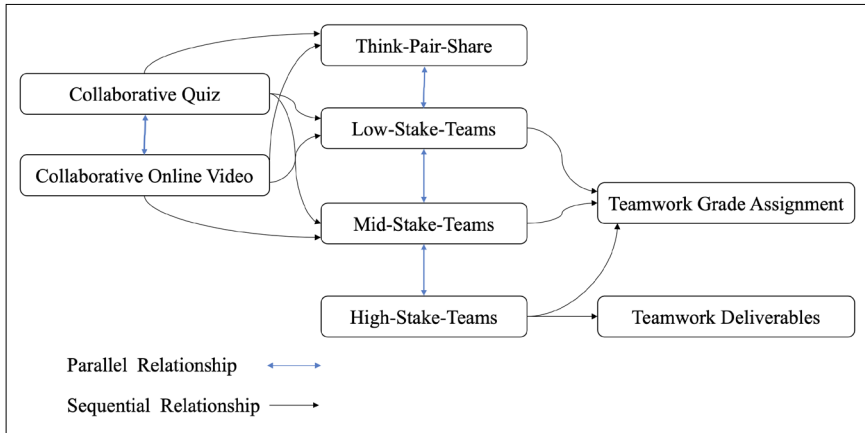 Think-Pair-Share
Collaborative Quiz
Low-Stake-Teams
Collaborative Online Video
Teamwork Grade Assignment
Mid-Stake-Teams
High-Stake-Teams
Teamwork Deliverables
Parallel Relationship
Sequential Relationship